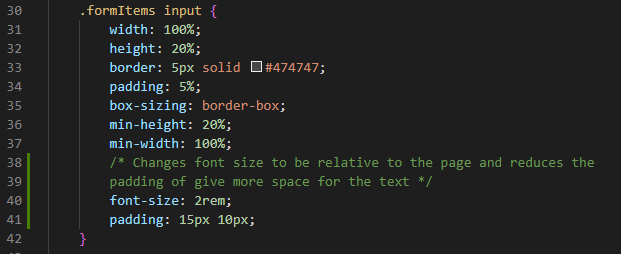 30 .formItems input {
31 width: 100%;
32 height: 20%;
33 border: 5px solid #474747;
34 padding: 5%;
35 box-sizing: border-box;
36 min-height: 20%;
37 min-width: 100%;
38 /* Changes font size to be relative to the page and reduces the
39 padding of give more space for the text */
40 font-size: 2rem;
41 padding: 15px 10px;
42 }